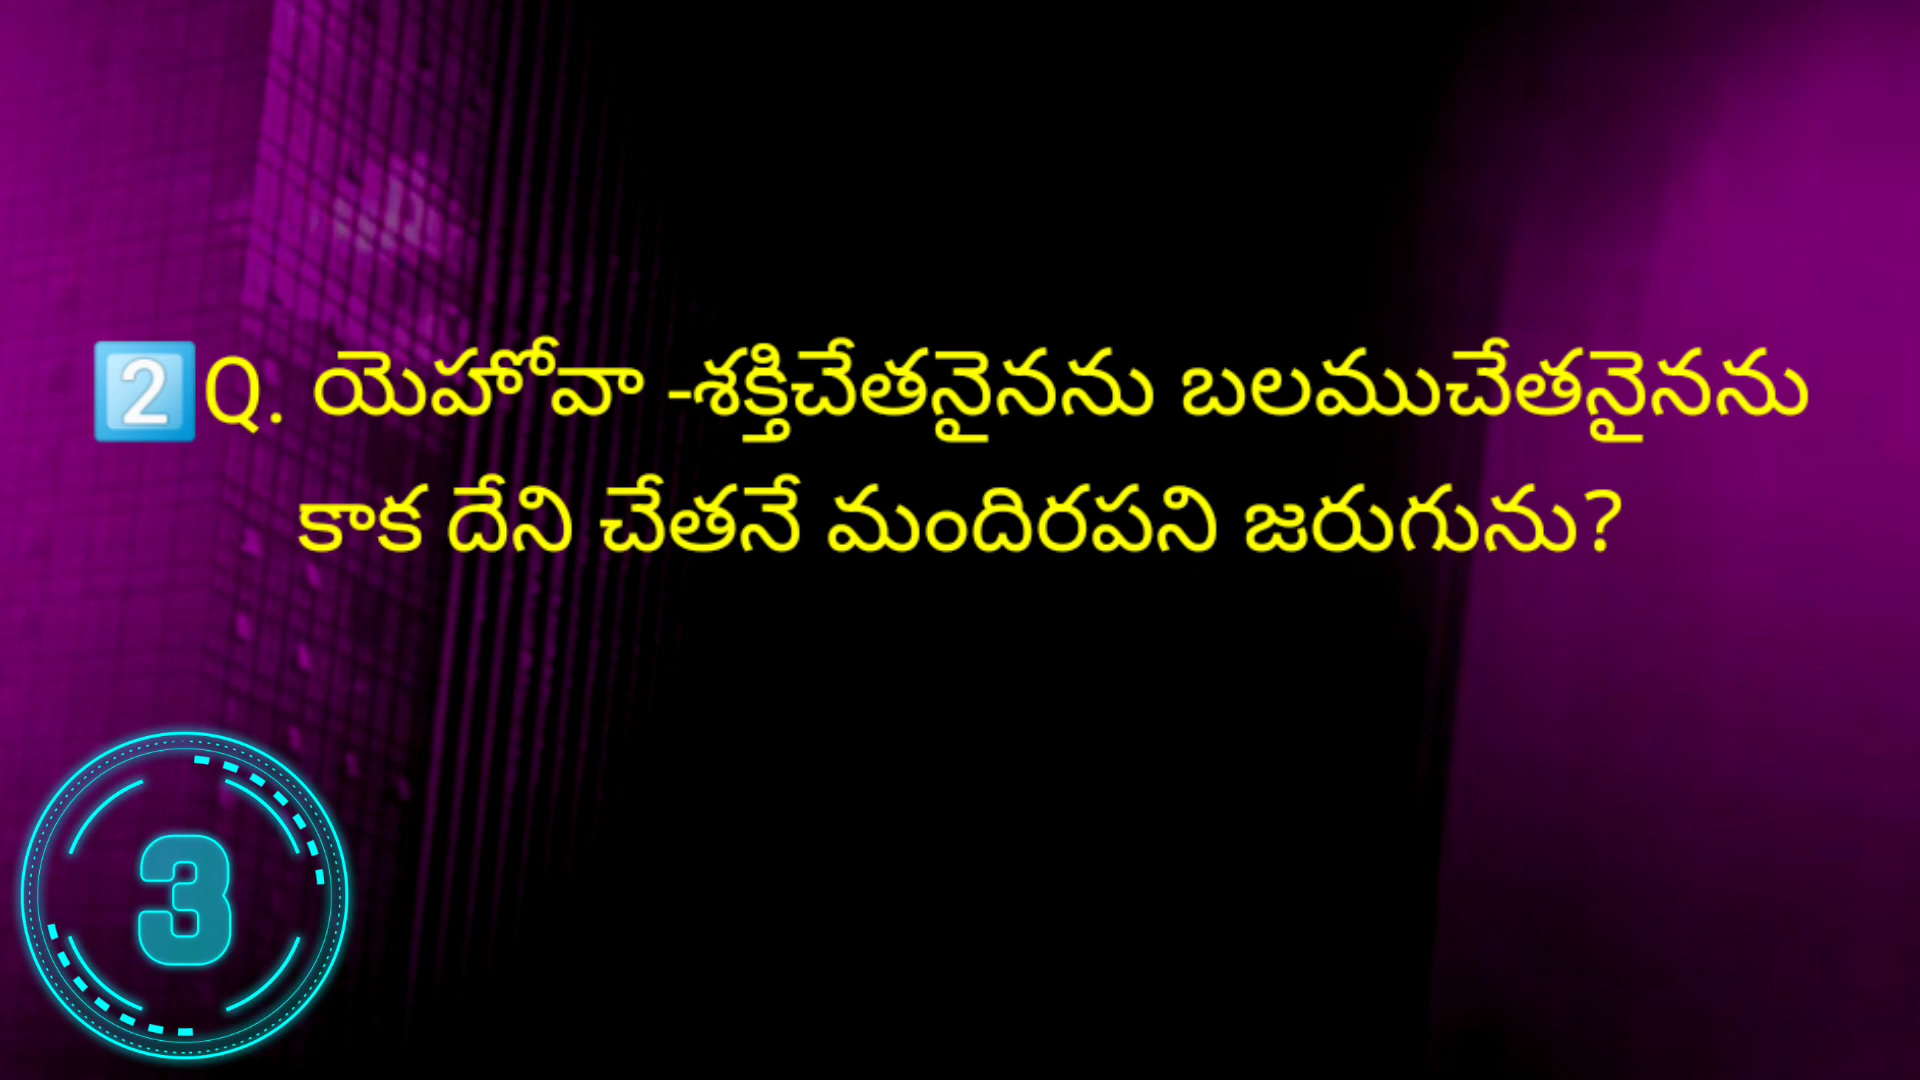 2️⃣Q. యెహోవా -శక్తిచేతనైనను బలముచేతనైనను
కాక దేని చేతనే మందిరపని జరుగును?
3